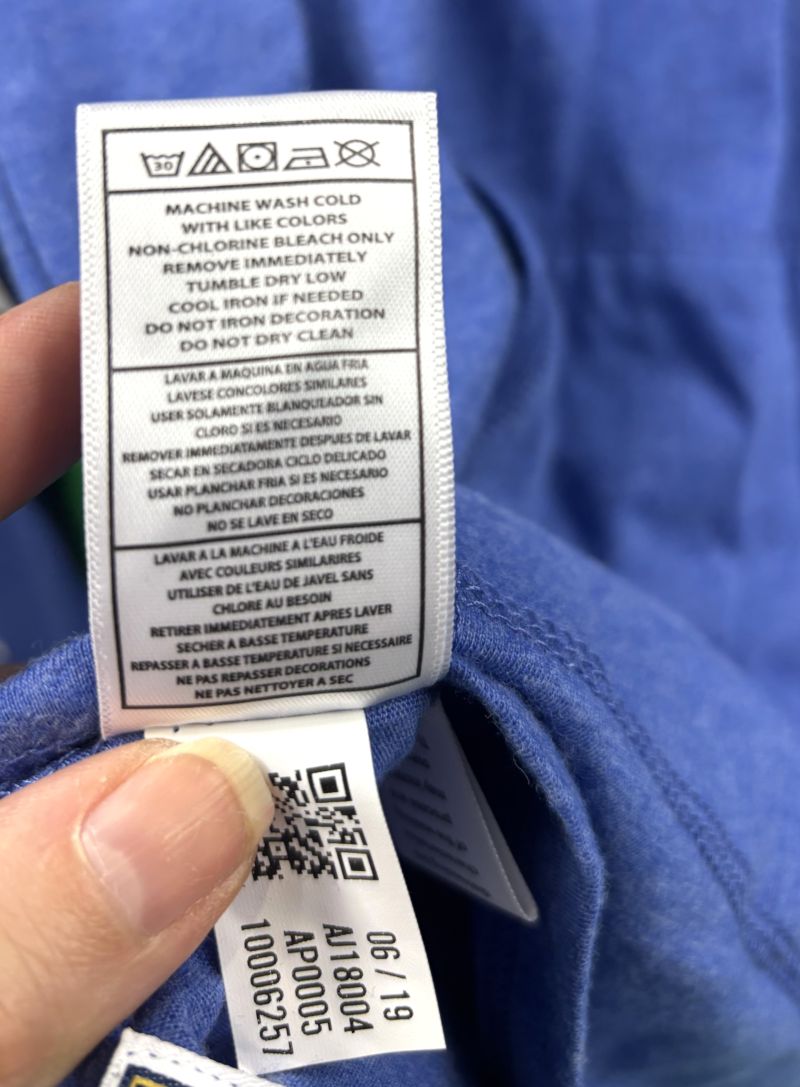 30
MACHINE WASH COLD
WITH LIKE COLORS
NON-CHLORINE BLEACH ONLY
REMOVE IMMEDIATELY
TUMBLE DRY LOW
COOL IRON IF NEEDED
DO NOT IRON DECORATION
DO NOT DRY CLEAN
LAVAR A MAQUINA EN AGUA FRIA
LAVESE CONCOLORES SIMILARES
USER SOLAMENTE BLANQUEADOR SIN
CLORO SI ES NECESARIO
REMOVER IMMEDIATAMENTE DESPUES DE LAVAR
SECAR EN SECADORA CICLO DELICADO
USAR PLANCHAR FRIA SI ES NECESARIO
NO PLANCHAR DECORACIONES
NO SE LAVE EN SECO
LAVAR A LA MACHINE A L'EAU FROIDE
AVEC COULEURS SIMILARIRES
UTILISER DE L'EAU DE JAVEL SANS
CHLORE AU BESOIN
RETIRER IMMEDIATEMENT APRES LAVER
SECHER A BASSE TEMPERATURE
REPASSER A BASSE TEMPERATURE SI NECESSAIRE
NE PAS REPASSER DECORATIONS
NE PAS NETTOYER A SEC
06 / 19
AJ18004
AP0005
10006257